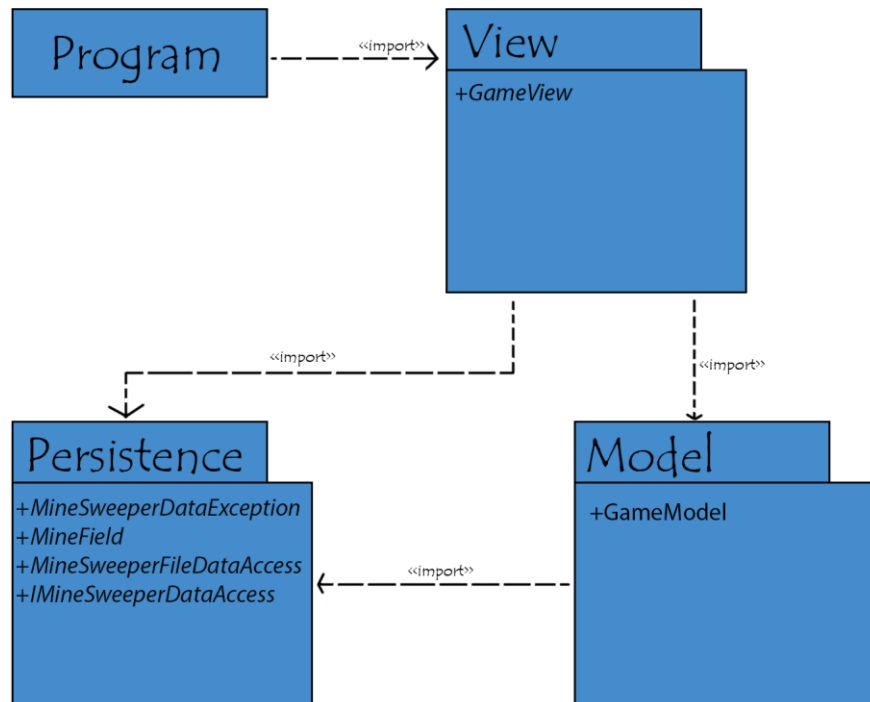 Program
«import»
View
+GameView
«import»
«import»
Persistence
+MineSweeperDataException
+MineField
+MineSweeperFileDataAccess
+IMineSweeperDataAccess
«import»
Model
+GameModel